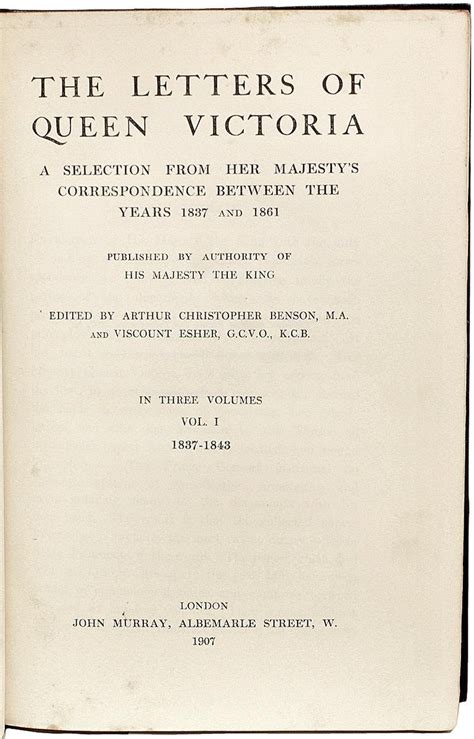 THE LETTERS OF
QUEEN VICTORIA
A SELECTION FROM HER MAJESTY'S
CORRESPONDENCE BETWEEN THE
YEARS 1837 AND 1861
PUBLISHED BY AUTHORITY OF
HIS MAJESTY THE KING
EDITED BY ARTHUR CHRISTOPHER BENSON, M.A.
AND VISCOUNT ESHER, G.C.V.O., K.C.B.
IN THREE VOLUMES
VOL. I
1837-1843
LONDON
JOHN MURRAY, ALBEMARLE STREET, W.
1907